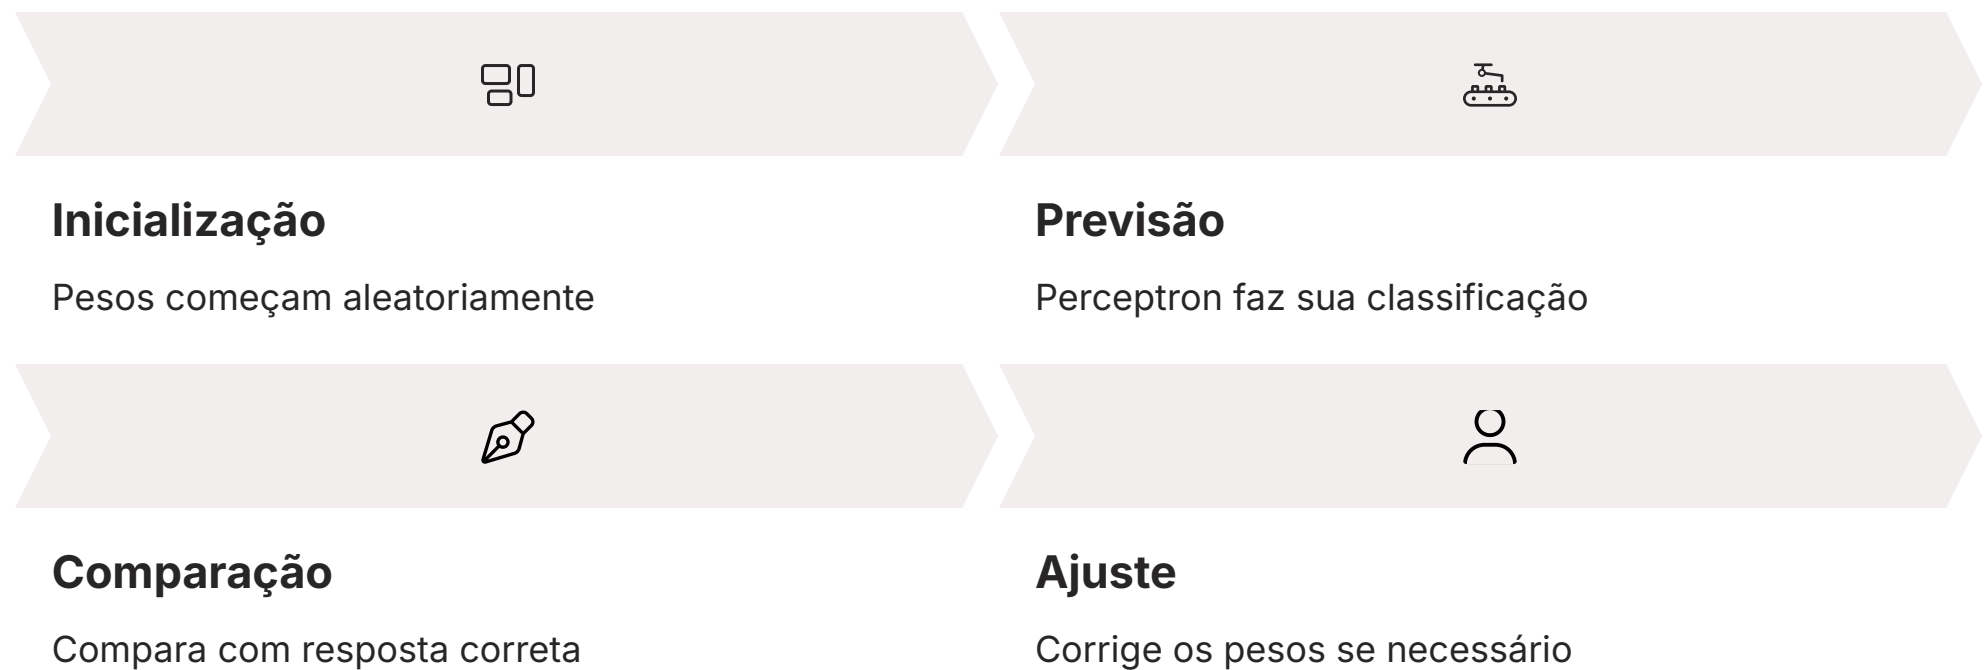 Inicialização
Pesos começam aleatoriamente
Previsão
Perceptron faz sua classificação
Comparação
Compara com resposta correta
Ajuste
Corrige os pesos se necessário